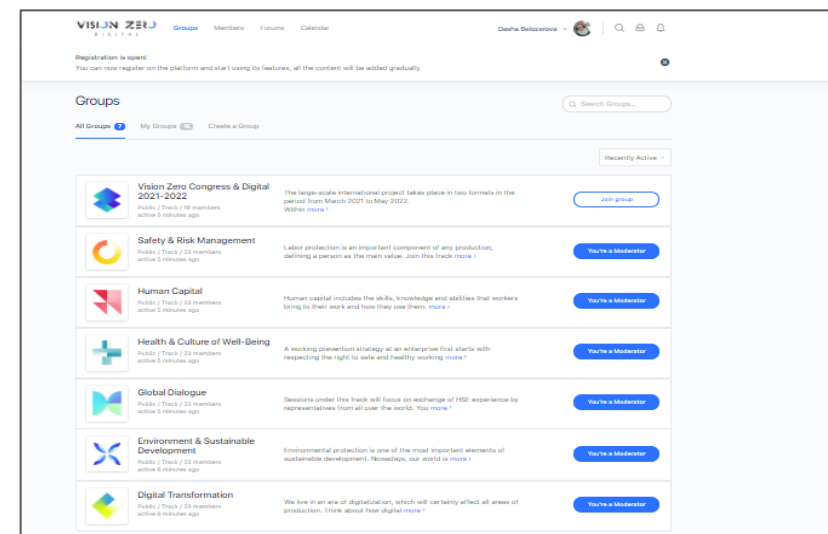 VISION ZERO
DIGITAL
Groups Members Forums Calendar
Dasha Belozerova
Registration is open!
You can now register on the platform and start using its features, all the content will be added gradually.
Groups
Search Groups...
All Groups 7 My Groups Create a Group
Recently Active
Vision Zero Congress & Digital
2021-2022
Public / Track / 19 members
active 5 minutes ago
The large-scale international project takes place in two formats in the
period from March 2021 to May 2022.
Within more ›
Join group
Safety & Risk Management
Public / Track / 23 members
active 5 minutes ago
Labor protection is an important component of any production,
defining a person as the main value. Join this track more ›
You're a Moderator
Human Capital
Public / Track / 23 members
active 5 minutes ago
Human capital includes the skills, knowledge and abilities that workers
bring to their work and how they use them. more ›
You're a Moderator
Health & Culture of Well-Being
Public / Track / 23 members
active 5 minutes ago
A working prevention strategy at an enterprise first starts with
respecting the right to safe and healthy working more ›
You're a Moderator
Global Dialogue
Public / Track / 23 members
active 5 minutes ago
Sessions under this track will focus on exchange of HSE experience by
representatives from all over the world. You more ›
You're a Moderator
Environment & Sustainable
Development
Public / Track / 23 members
active 6 minutes ago
Environmental protection is one of the most important elements of
sustainable development. Nowadays, our world is more ›
You're a Moderator
Digital Transformation
Public / Track / 23 members
active 6 minutes ago
We live in an era of digitalization, which will certainly affect all areas of
production. Think about how digital more ›
You're a Moderator